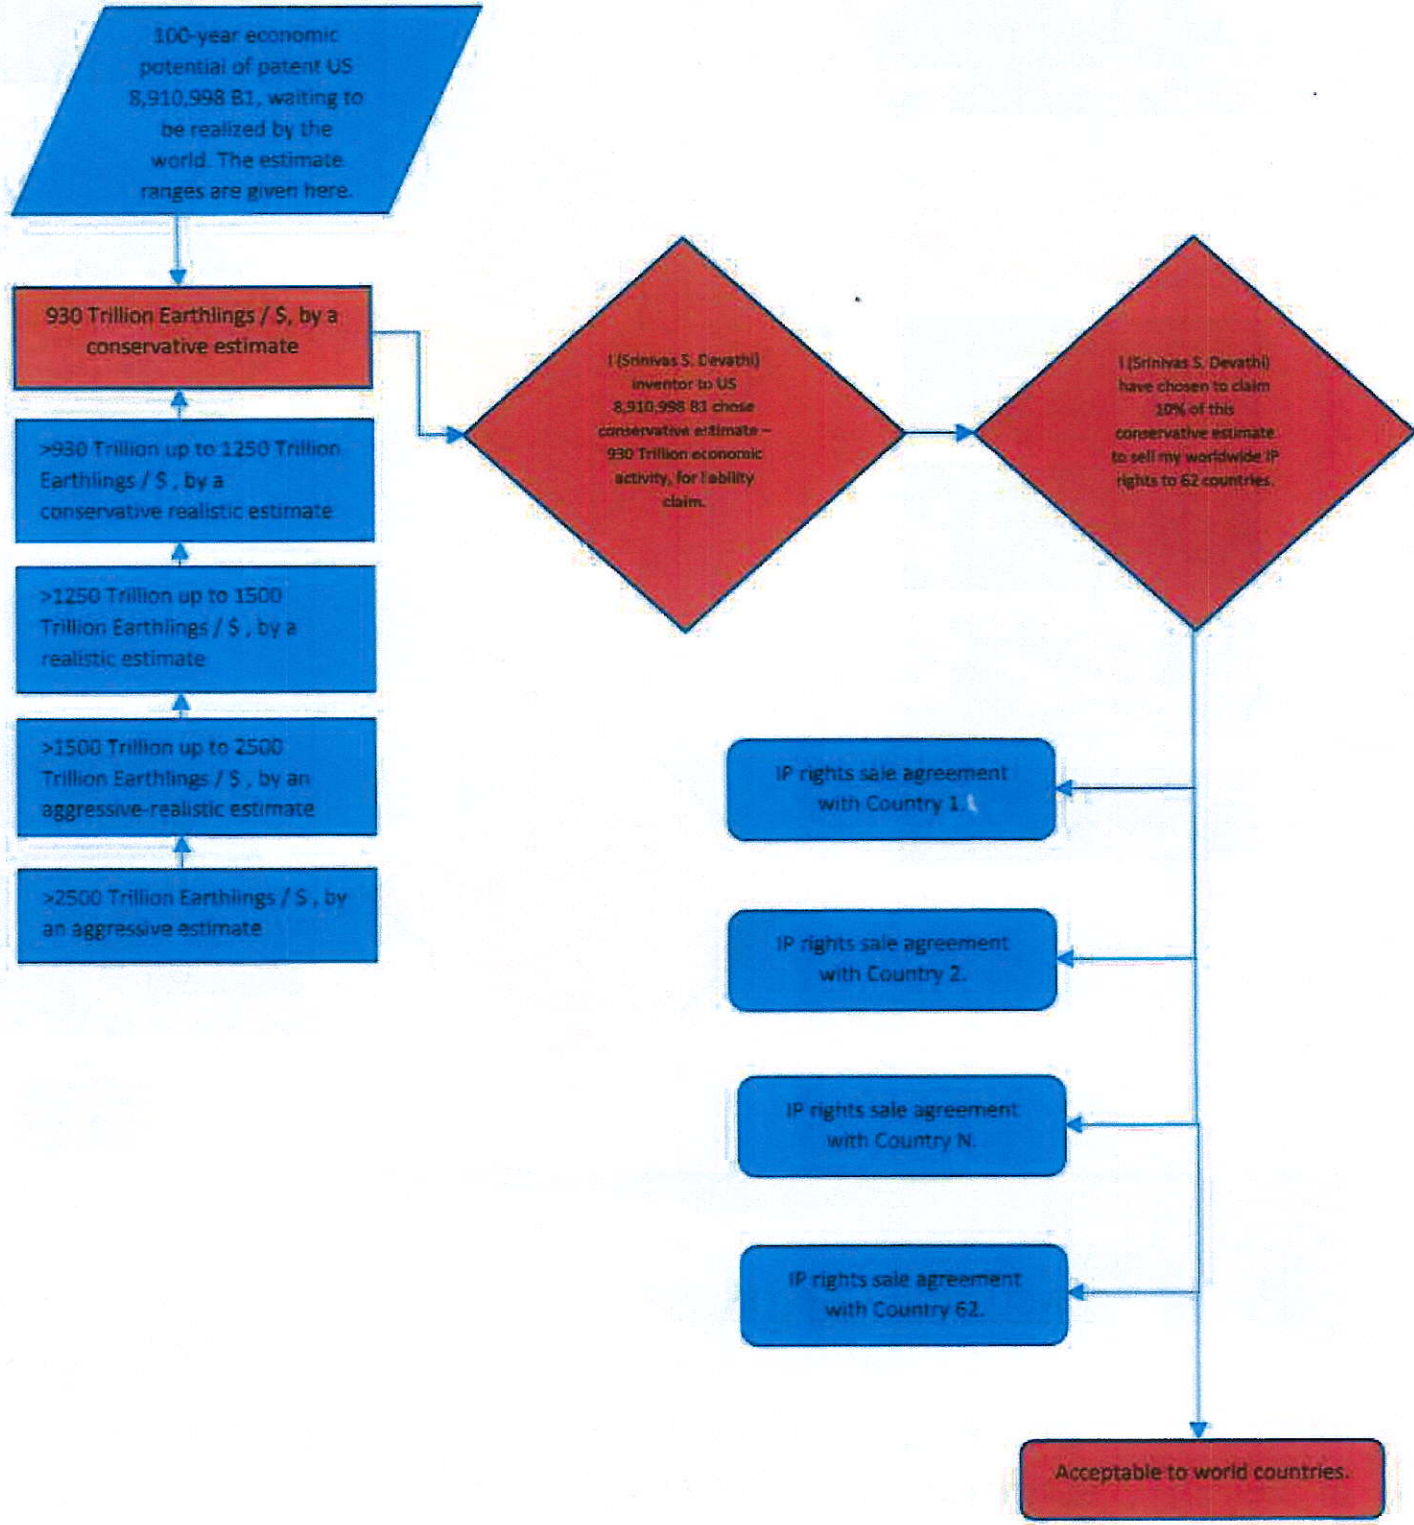 100-year economic
potential of patent US
8,910,998 B1, waiting to
be realized by the
world. The estimate
ranges are given here.
930 Trillion Earthlings / $, by a
conservative estimate
>930 Trillion up to 1250 Trillion
Earthlings / $ , by a
conservative realistic estimate
>1250 Trillion up to 1500
Trillion Earthlings / $ , by a
realistic estimate
>1500 Trillion up to 2500
Trillion Earthlings / $ , by an
aggressive-realistic estimate
>2500 Trillion Earthlings / $ , by
an aggressive estimate
I (Srinivas S. Devathi)
inventor to US
8,910,998 B1 chose
conservative estimate –
930 Trillion economic
activity, for liability
claim.
I (Srinivas S. Devathi)
have chosen to claim
10% of this
conservative estimate
to sell my worldwide IP
rights to 62 countries.
IP rights sale agreement
with Country 1.
IP rights sale agreement
with Country 2.
IP rights sale agreement
with Country N.
IP rights sale agreement
with Country 62.
Acceptable to world countries.